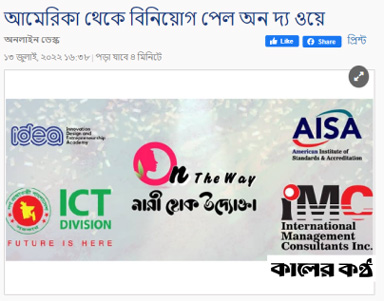 আমেরিকা থেকে বিনিয়োগ পেল অন দ্য ওয়ে
অনলাইন ডেস্ক
Like
Share
প্রিন্ট
১৩ জুলাই, ২০২২ ১৬:৩৮ | পড়া যাবে ৪ মিনিটে
idea
Innovation
Design and
Entrepreneurship
Academy
AISA
American Institute of
Standards & Accreditation
On The Way
নারী হোক উদ্যোক্তা
ICT
DIVISION
FUTURE IS HERE
iMC
International
Management
Consultants Inc.
কালের কণ্ঠ